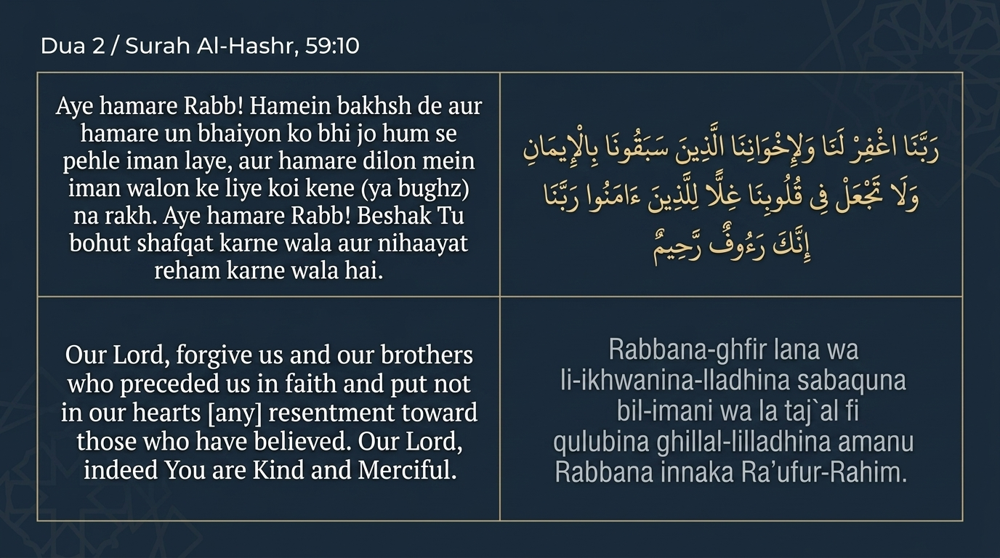 Dua 2 / Surah Al-Hashr, 59:10
Aye hamare Rabb! Hamein bakhsh de aur
hamare un bhaiyon ko bhi jo hum se
pehle iman laye, aur hamare dilon mein
iman walon ke liye koi kene (ya bughz)
na rakh. Aye hamare Rabb! Beshak Tu
bohut shafqat karne wala aur nihaayat
reham karne wala hai.
رَبَّنَا اغْفِرْ لَنَا وَلِإِخْوَانِنَا الَّذِينَ سَبَقُونَا بِالْإِيمَانِ
وَلَا تَجْعَلْ فِى قُلُوبِنَا غِلًّا لِلَّذِينَ ءَامَنُوا رَبَّنَا
إِنَّكَ رَءُوفٌ رَّحِيمٌ
Our Lord, forgive us and our brothers
who preceded us in faith and put not
in our hearts [any] resentment toward
those who have believed. Our Lord,
indeed You are Kind and Merciful.
Rabbana-ghfir lana wa
li-ikhwanina-lladhina sabaquna
bil-imani wa la taj`al fi
qulubina ghillal-lilladhina amanu
Rabbana innaka Ra’ufur-Rahim.